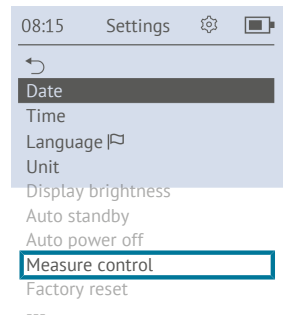 08:15 Settings
Date
Time
Language
Unit
Display brightness
Auto standby
Auto power off
Measure control
Factory reset
---